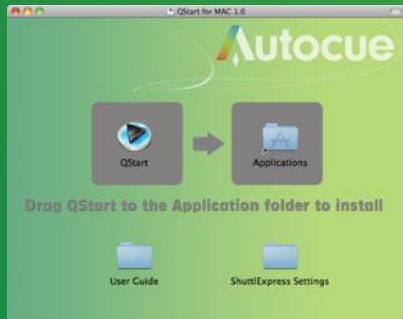 QStart for MAC 1.0
Autocue
QStart
Applications
Drag QStart to the Application folder to install
User Guide
ShuttlExpress Settings